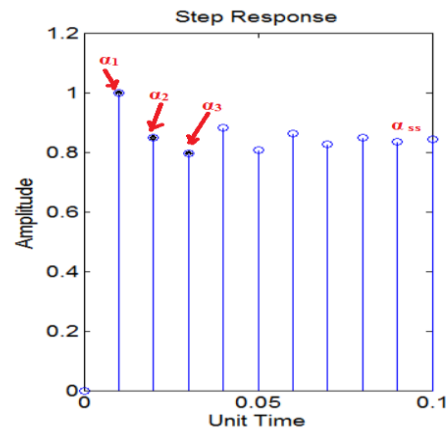 Step Response
1.2
1
0.8
0.6
0.4
0.2
0
α1
α2
α3
α ss
Amplitude
0 0.05 0.1
Unit Time